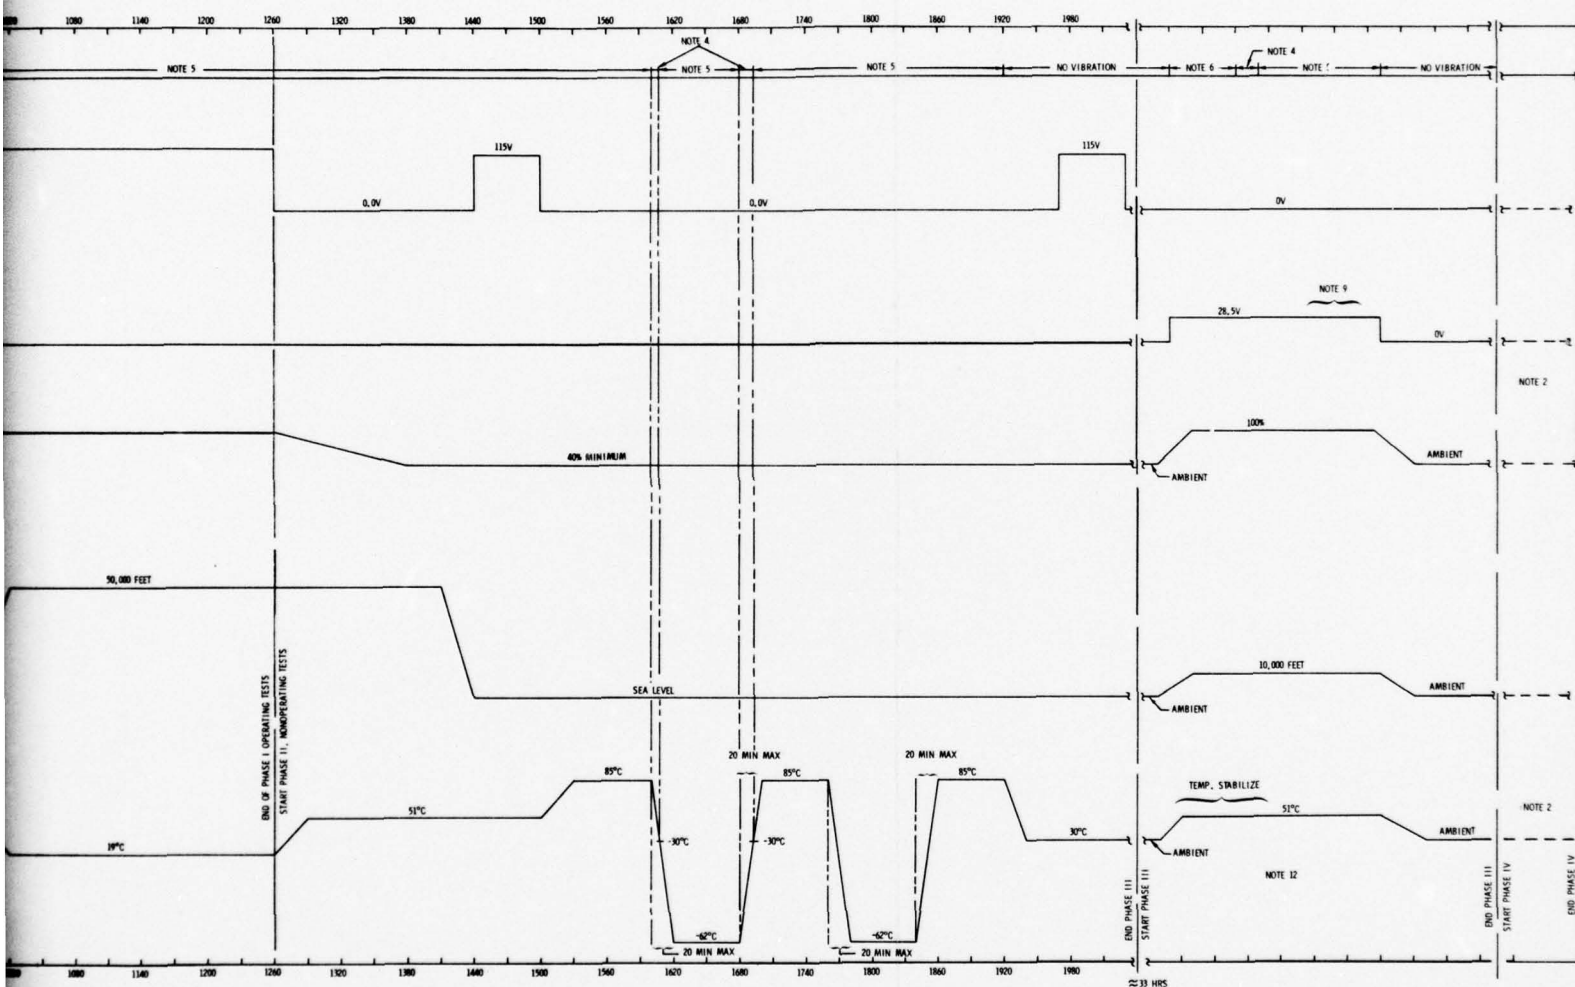 1080 1140 1200 1260 1320 1380 1440 1500 1560 1620 1680 1740 1800 1860 1920 1980
NOTE 4
NOTE 4
NOTE 5 NOTE 5 NOTE 5 NO VIBRATION NOTE 6 NOTE NO VIBRATION
115V 115V
0.0V 0.0V 0V
NOTE 9
28.5V
0V
NOTE 2
100%
40% MINIMUM AMBIENT
AMBIENT
50,000 FEET
END OF PHASE I OPERATING TESTS
START PHASE II, NONOPERATING TESTS
10,000 FEET
SEA LEVEL AMBIENT
AMBIENT
20 MIN MAX 20 MIN MAX
85°C 85°C 85°C
TEMP. STABILIZE
51°C 51°C NOTE 2
30°C AMBIENT
-30°C -30°C
19°C AMBIENT
NOTE 12
END PHASE III
START PHASE III
END PHASE III
START PHASE IV
END PHASE IV
-62°C -62°C
20 MIN MAX 20 MIN MAX
1080 1140 1200 1260 1320 1380 1440 1500 1560 1620 1680 1740 1800 1860 1920 1980
≈ 33 HRS